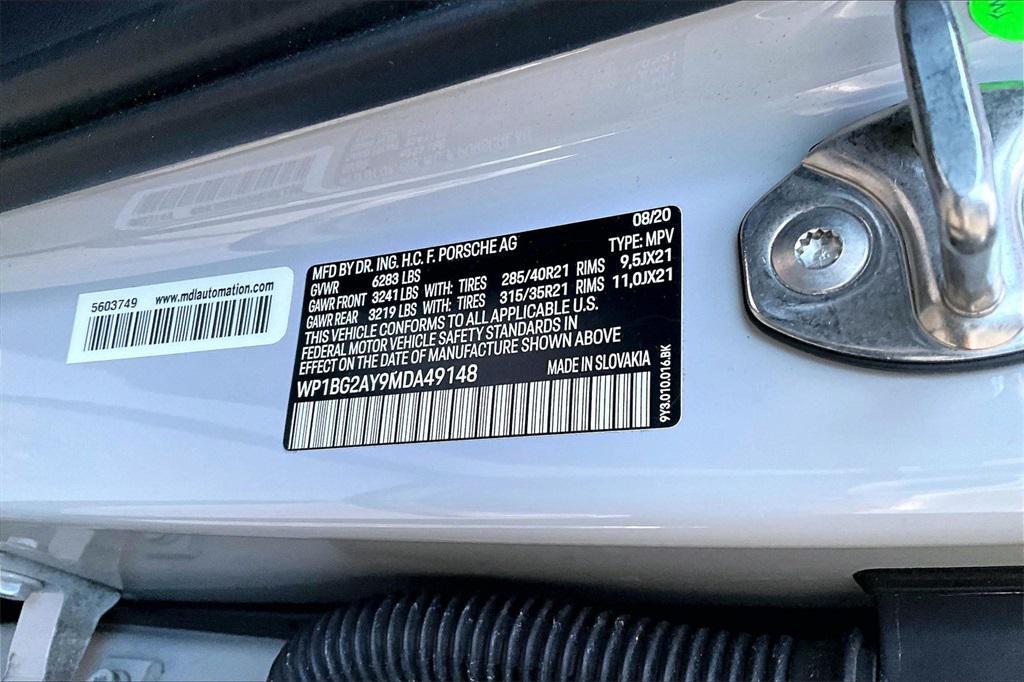 5603749 www.mdlautomation.com
08/20
MFD BY DR. ING. H.C. F. PORSCHE AG
TYPE: MPV
GVWR 6283 LBS
GAWR FRONT 3241 LBS WITH: TIRES 285/40R21 RIMS 9,5JX21
GAWR REAR 3219 LBS WITH: TIRES 315/35R21 RIMS 11,0JX21
THIS VEHICLE CONFORMS TO ALL APPLICABLE U.S.
FEDERAL MOTOR VEHICLE SAFETY STANDARDS IN
EFFECT ON THE DATE OF MANUFACTURE SHOWN ABOVE
WP1BG2AY9MDA49148 MADE IN SLOVAKIA
9Y3.010.016.BK